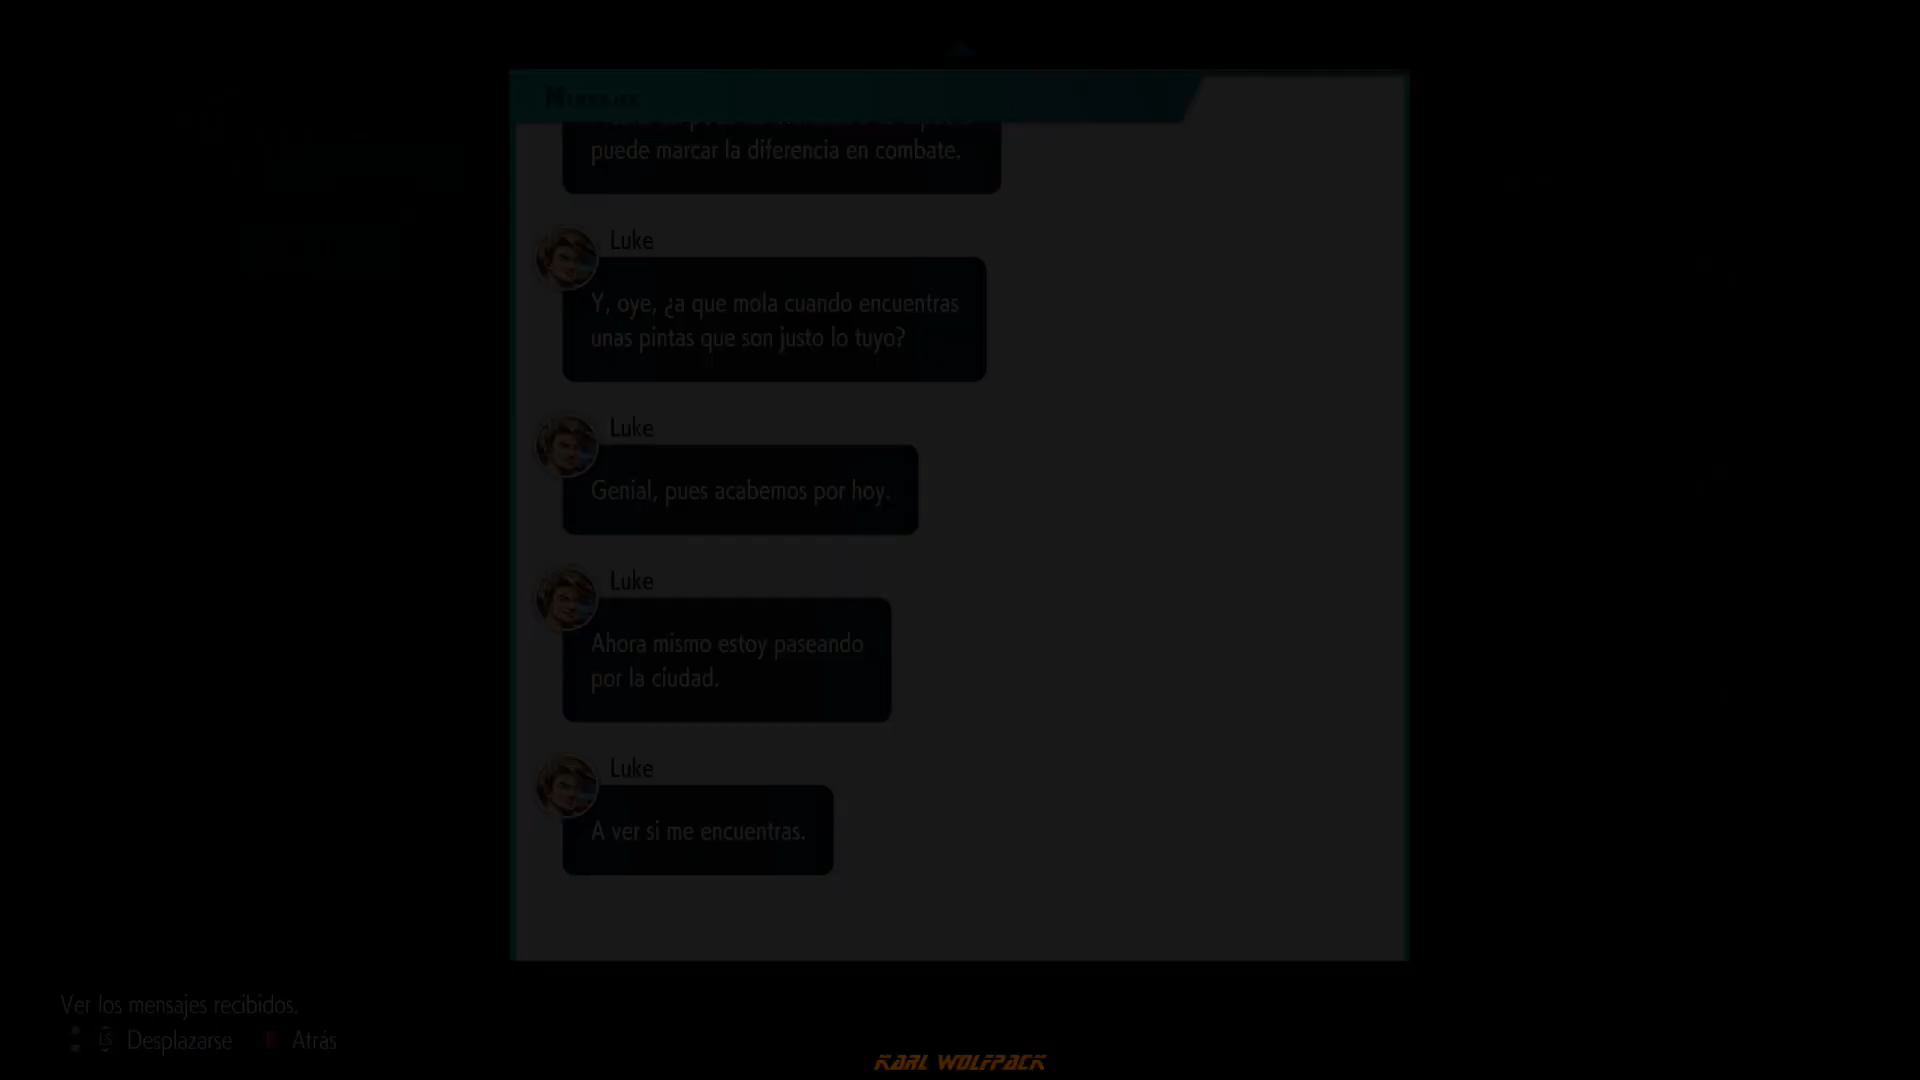 Mensajes
puede marcar la diferencia en combate.
Luke
Y, oye, ¿a que mola cuando encuentras
unas pintas que son justo lo tuyo?
Luke
Genial, pues acabemos por hoy.
Luke
Ahora mismo estoy paseando
por la ciudad.
Luke
A ver si me encuentras.
Ver los mensajes recibidos.
LS Desplazarse B Atrás
KARL WOLFPACK